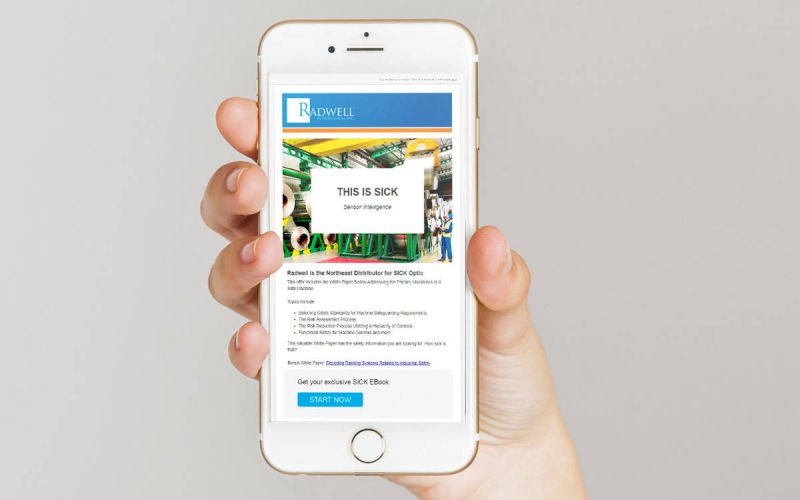 RADWELL
INTERNATIONAL, INC.
THIS IS SICK
Sensor Intelligence
Radwell is the Northeast Distributor for SICK Optic
This offer includes the White Paper Series Addressing the Primary Milestones to a
Safe Machine.
Topics include
• Selecting Safety Standards for Machine Safeguarding Requirements
• The Risk Assessment Process
• The Risk Reduction Process Utilizing a Hierarchy of Controls
• Functional Safety for Machine Controls and more
This valuable White Paper has the safety information you are looking for. How sick is
that?
Bonus White Paper: Decoding Ranking Systems Related to Industrial Safety
Get your exclusive SICK EBook
START NOW